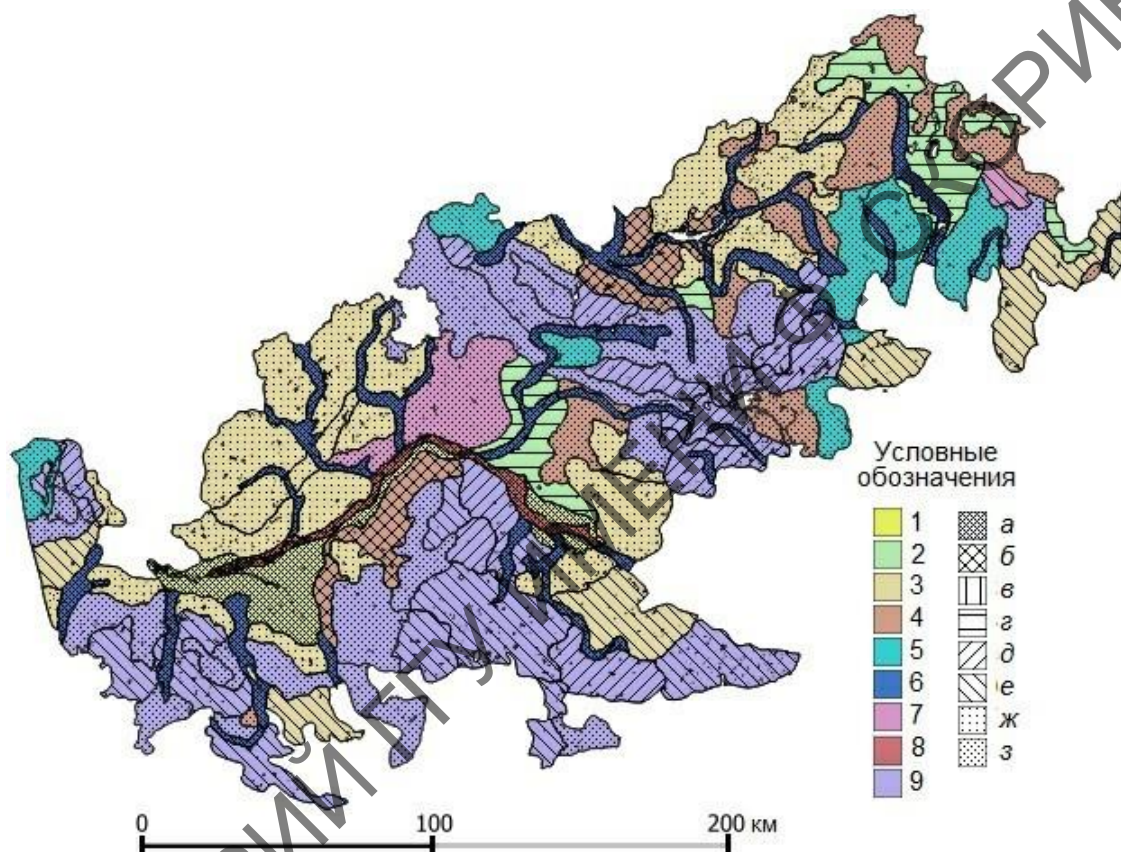 Условные
обозначения
1 а
2 б
3 в
4 г
5 д
6 е
7 ж
8 з
9
0 100 200 км